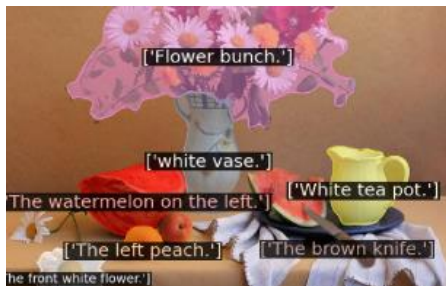 ['Flower bunch.']
['white vase.']
['White tea pot.']
'The watermelon on the left.']
['The left peach.']
['The brown knife.']
he front white flower.']